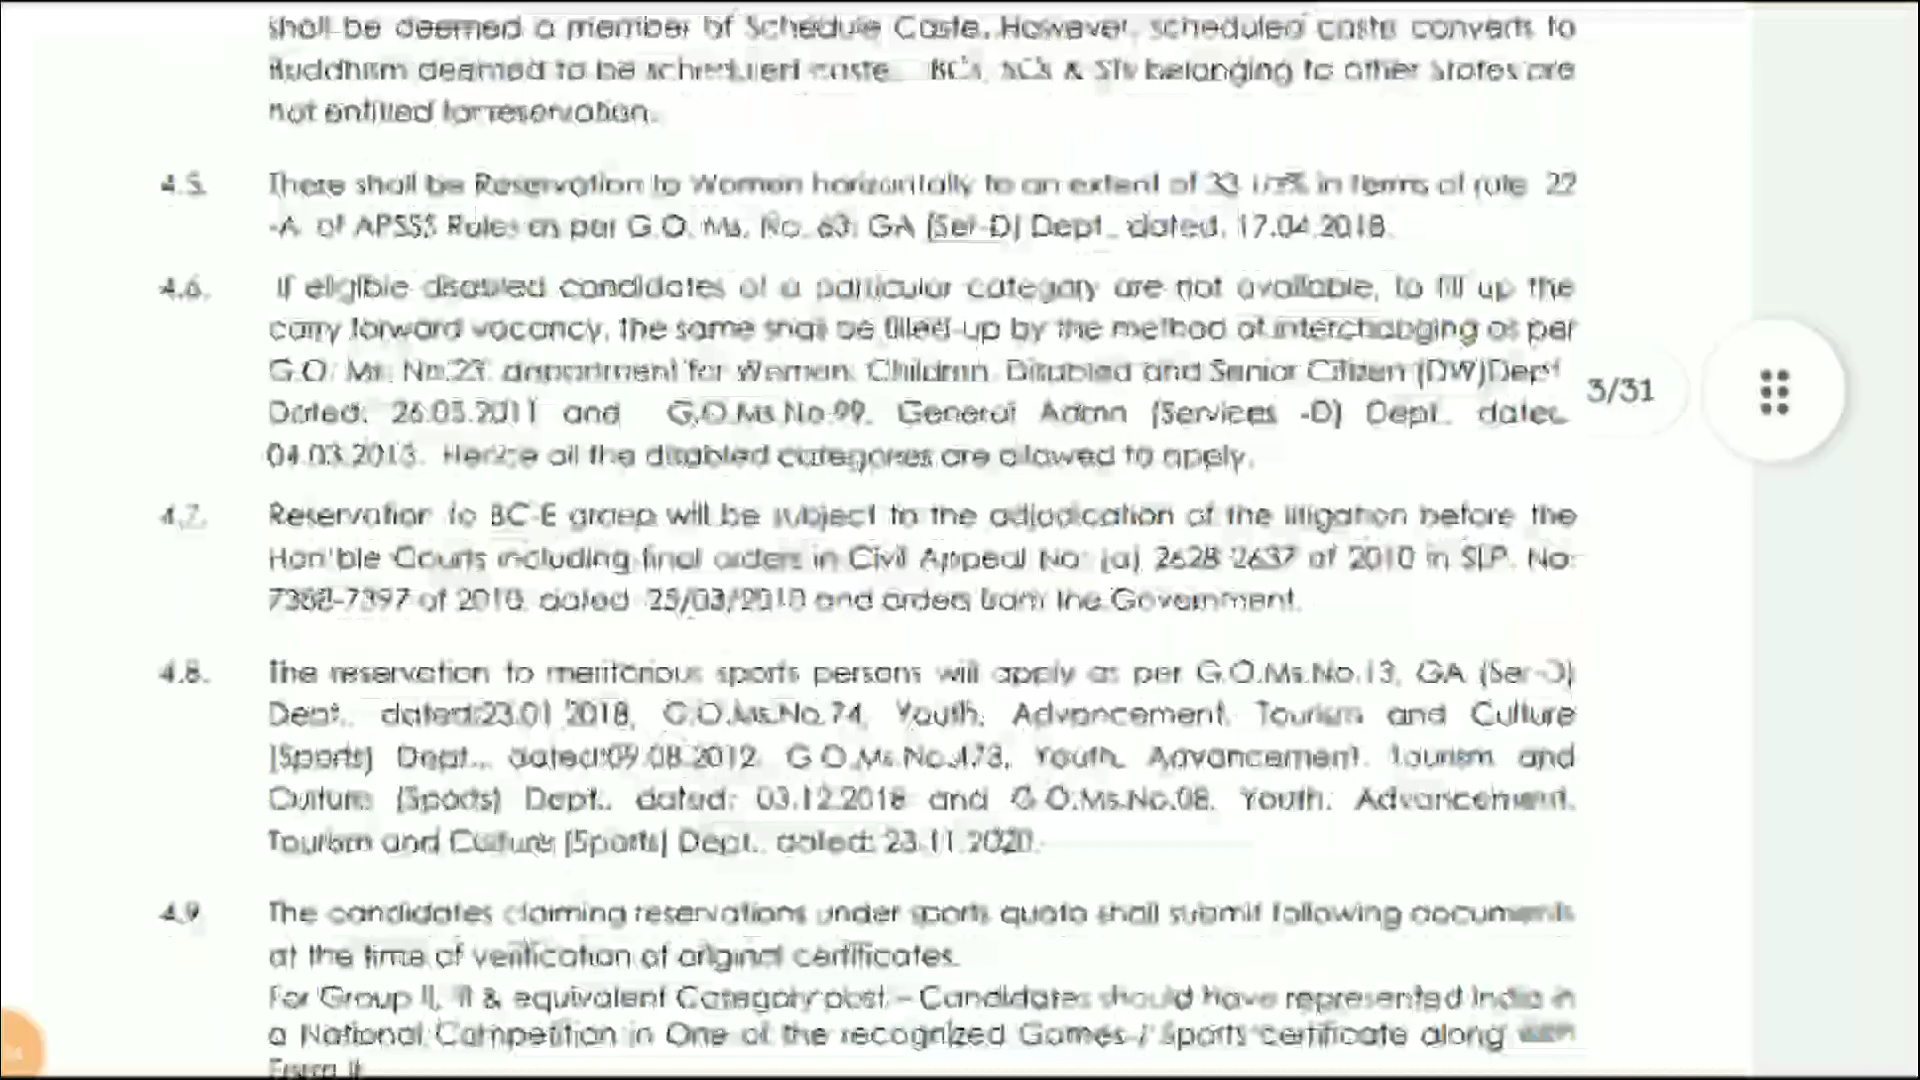 shall be deemed a member of Schedule Caste. However, scheduled caste converts to
Buddhism deemed to be scheduled caste. BC's, SC's & STs belonging to other States are
not entitled for reservation.
4.5. There shall be Reservation to Women horizontally to an extent of 33 1/3% in terms of rule 22
-A of APSSS Rules as per G.O. Ms. No. 63, GA (Ser-D) Dept., dated. 17.04.2018.
4.6. If eligible disabled candidates of a particular category are not available, to fill up the
carry forward vacancy, the same shall be filled-up by the method of interchanging as per
G.O. Ms. No.23, department for Women, Children, Disabled and Senior Citizen (DW)Dept
Dated: 26.05.2011 and G.O.Ms.No.99, General Admn (Services -D) Dept., dated
04.03.2013. Hence all the disabled categories are allowed to apply.
3/31
4.7. Reservation to BC-E group will be subject to the adjudication of the litigation before the
Hon'ble Courts including final orders in Civil Appeal No: (a) 2628-2637 of 2010 in SLP. No:
7388-7397 of 2010, dated 25/03/2010 and orders from the Government.
4.8. The reservation to meritorious sports persons will apply as per G.O.Ms.No.13, GA (Ser-D)
Dept., dated:23.01.2018, G.O.Ms.No.74, Youth, Advancement, Tourism and Culture
(Sports) Dept., dated:09.08.2012, G.O.Ms.No.473, Youth, Advancement, Tourism and
Culture (Sports) Dept., dated: 03.12.2018 and G.O.Ms.No.08, Youth, Advancement,
Tourism and Culture (Sports) Dept., dated: 23.11.2020.
4.9 The candidates claiming reservations under sports quota shall submit following documents
at the time of verification of original certificates.
For Group II, & equivalent Category post – Candidates should have represented India in
a National Competition in One of the recognized Games / Sports certificate along with
Form II